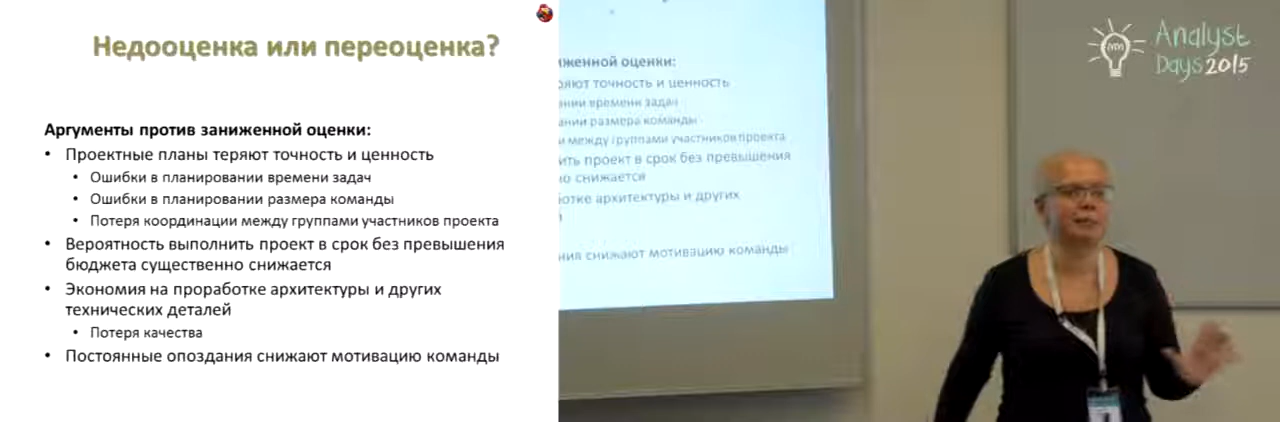 Недооценка или переоценка?
Аргументы против заниженной оценки:
• Проектные планы теряют точность и ценность
• Ошибки в планировании времени задач
• Ошибки в планировании размера команды
• Потеря координации между группами участников проекта
• Вероятность выполнить проект в срок без превышения
бюджета существенно снижается
• Экономия на проработке архитектуры и других
технических деталей
• Потеря качества
• Постоянные опоздания снижают мотивацию команды
иженной оценки:
ряют точность и ценность
нии времени задач
нии размера команды
и между группами участников проекта
ить проект в срок без превышения
но снижается
отке архитектуры и других
ния снижают мотивацию команды
Analyst
Days 2015